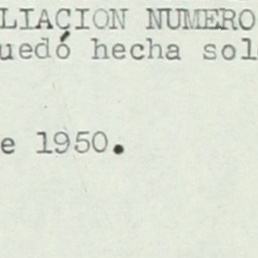 LIACION NUMERO
uedó hecha sol
e 1950.